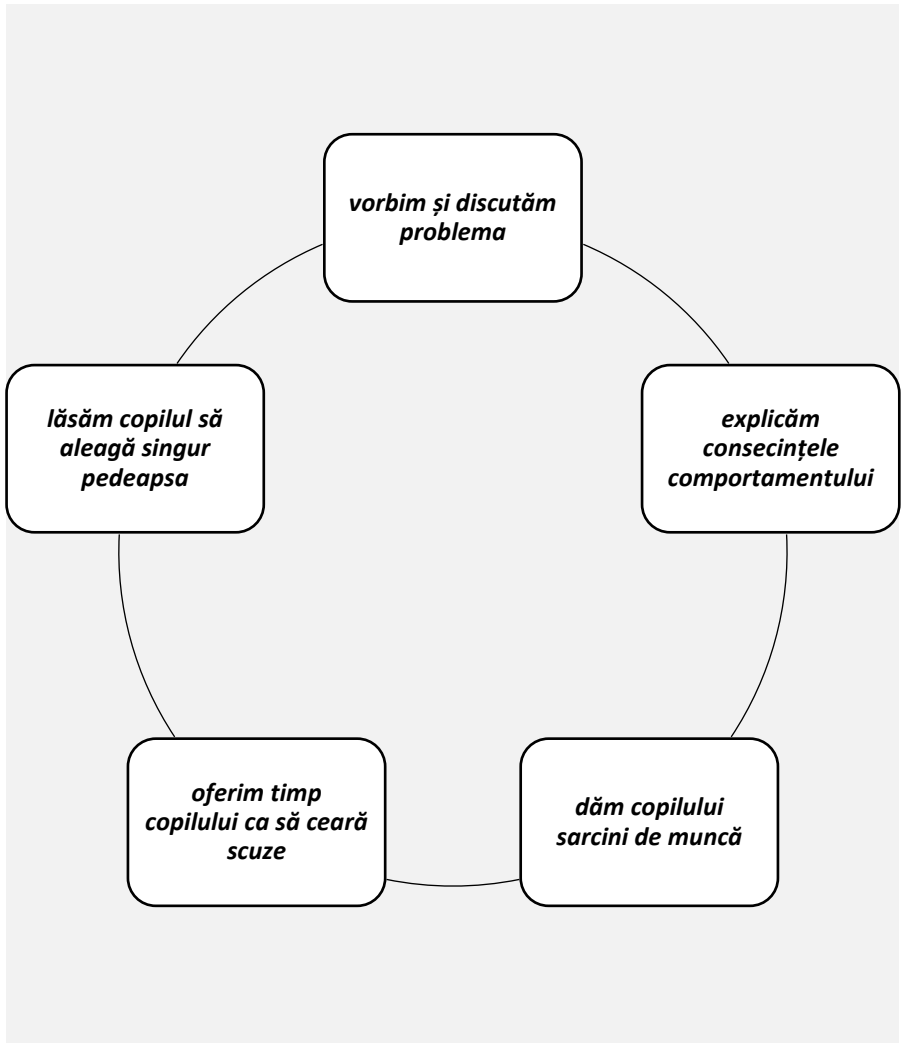 vorbim și discutăm
problema
explicăm
consecințele
comportamentului
dăm copilului
sarcini de muncă
oferim timp
copilului ca să ceară
scuze
lăsăm copilul să
aleagă singur
pedeapsa